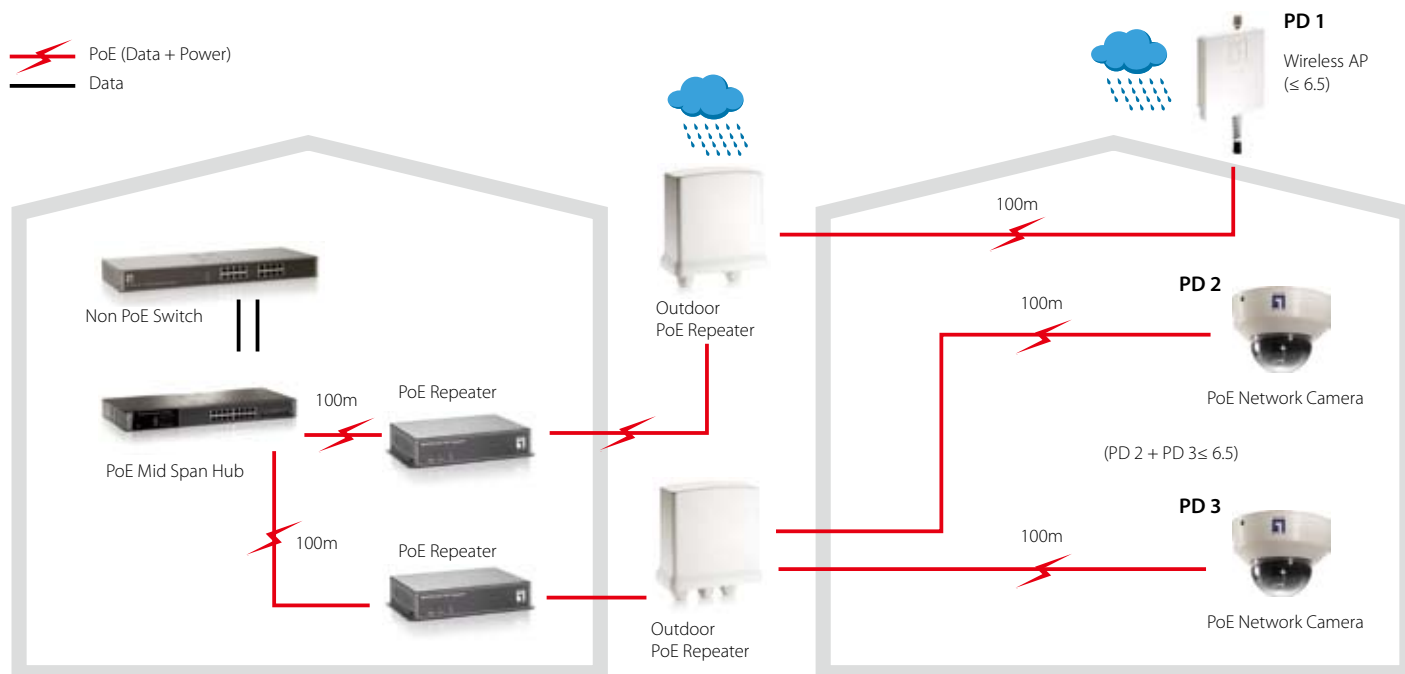 PoE (Data + Power)
Data
PD 1
Wireless AP
(≤ 6.5)
100m
Non PoE Switch
Outdoor
PoE Repeater
PD 2
100m
PoE Network Camera
100m
PoE Repeater
PoE Mid Span Hub
(PD 2 + PD 3≤ 6.5)
PD 3
100m
PoE Repeater
100m
Outdoor
PoE Repeater
PoE Network Camera